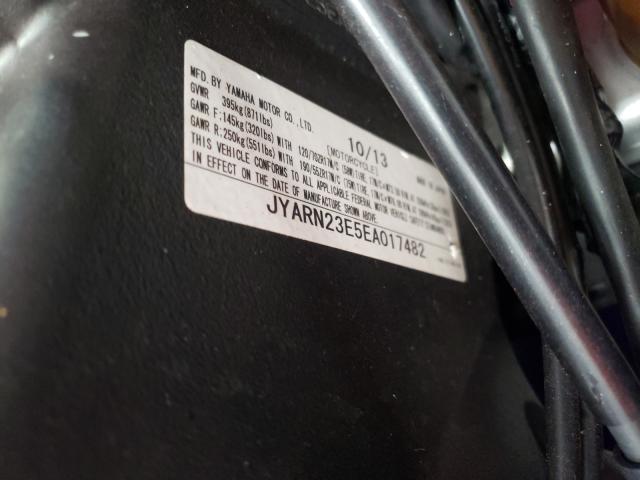 MFD. BY YAMAHA MOTOR CO.,LTD.
10/13
GVWR 395kg(871lbs) [MOTORCYCLE]
GAWR F:145kg(320lbs) WITH 120/70ZR17M/C (58W)TIRE,
GAWR R:250kg(551lbs) WITH 190/55ZR17M/C (75W)TIRE,
THIS VEHICLE CONFORMS TO ALL APPLICABLE FEDERAL MOTOR VEHICLE SAFETY STANDARDS
IN EFFECT ON THE DATE OF MANUFACTURE SHOWN ABOVE.
JYARN23E5EA017482